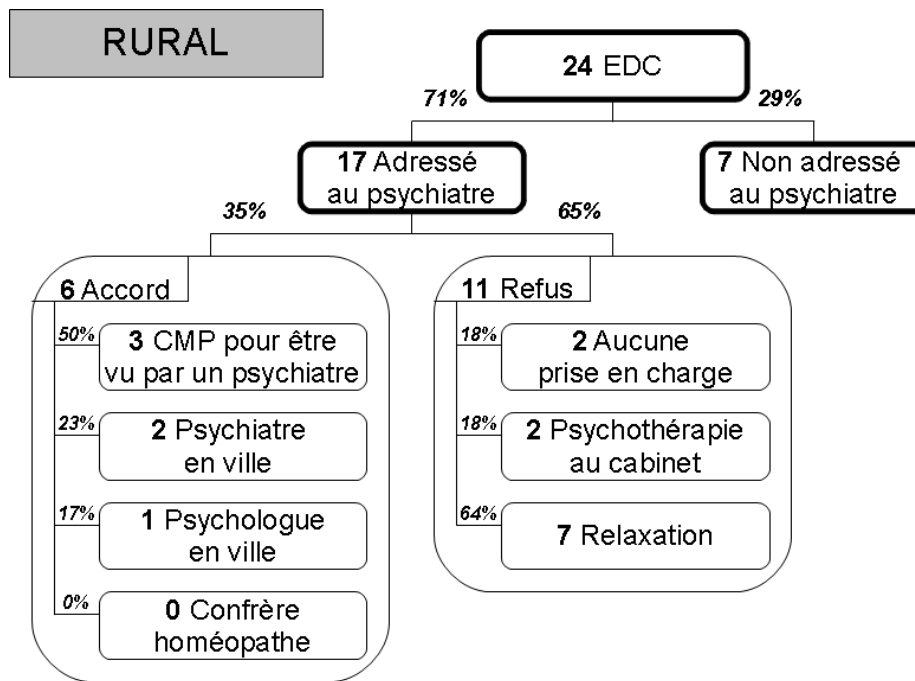 RURAL
24 EDC
71%
29%
17 Adressé
au psychiatre
7 Non adressé
au psychiatre
35%
65%
6 Accord
50%
3 CMP pour être
vu par un psychiatre
23%
2 Psychiatre
en ville
17%
1 Psychologue
en ville
0%
0 Confrère
homéopathe
11 Refus
18%
2 Aucune
prise en charge
18%
2 Psychothérapie
au cabinet
64%
7 Relaxation